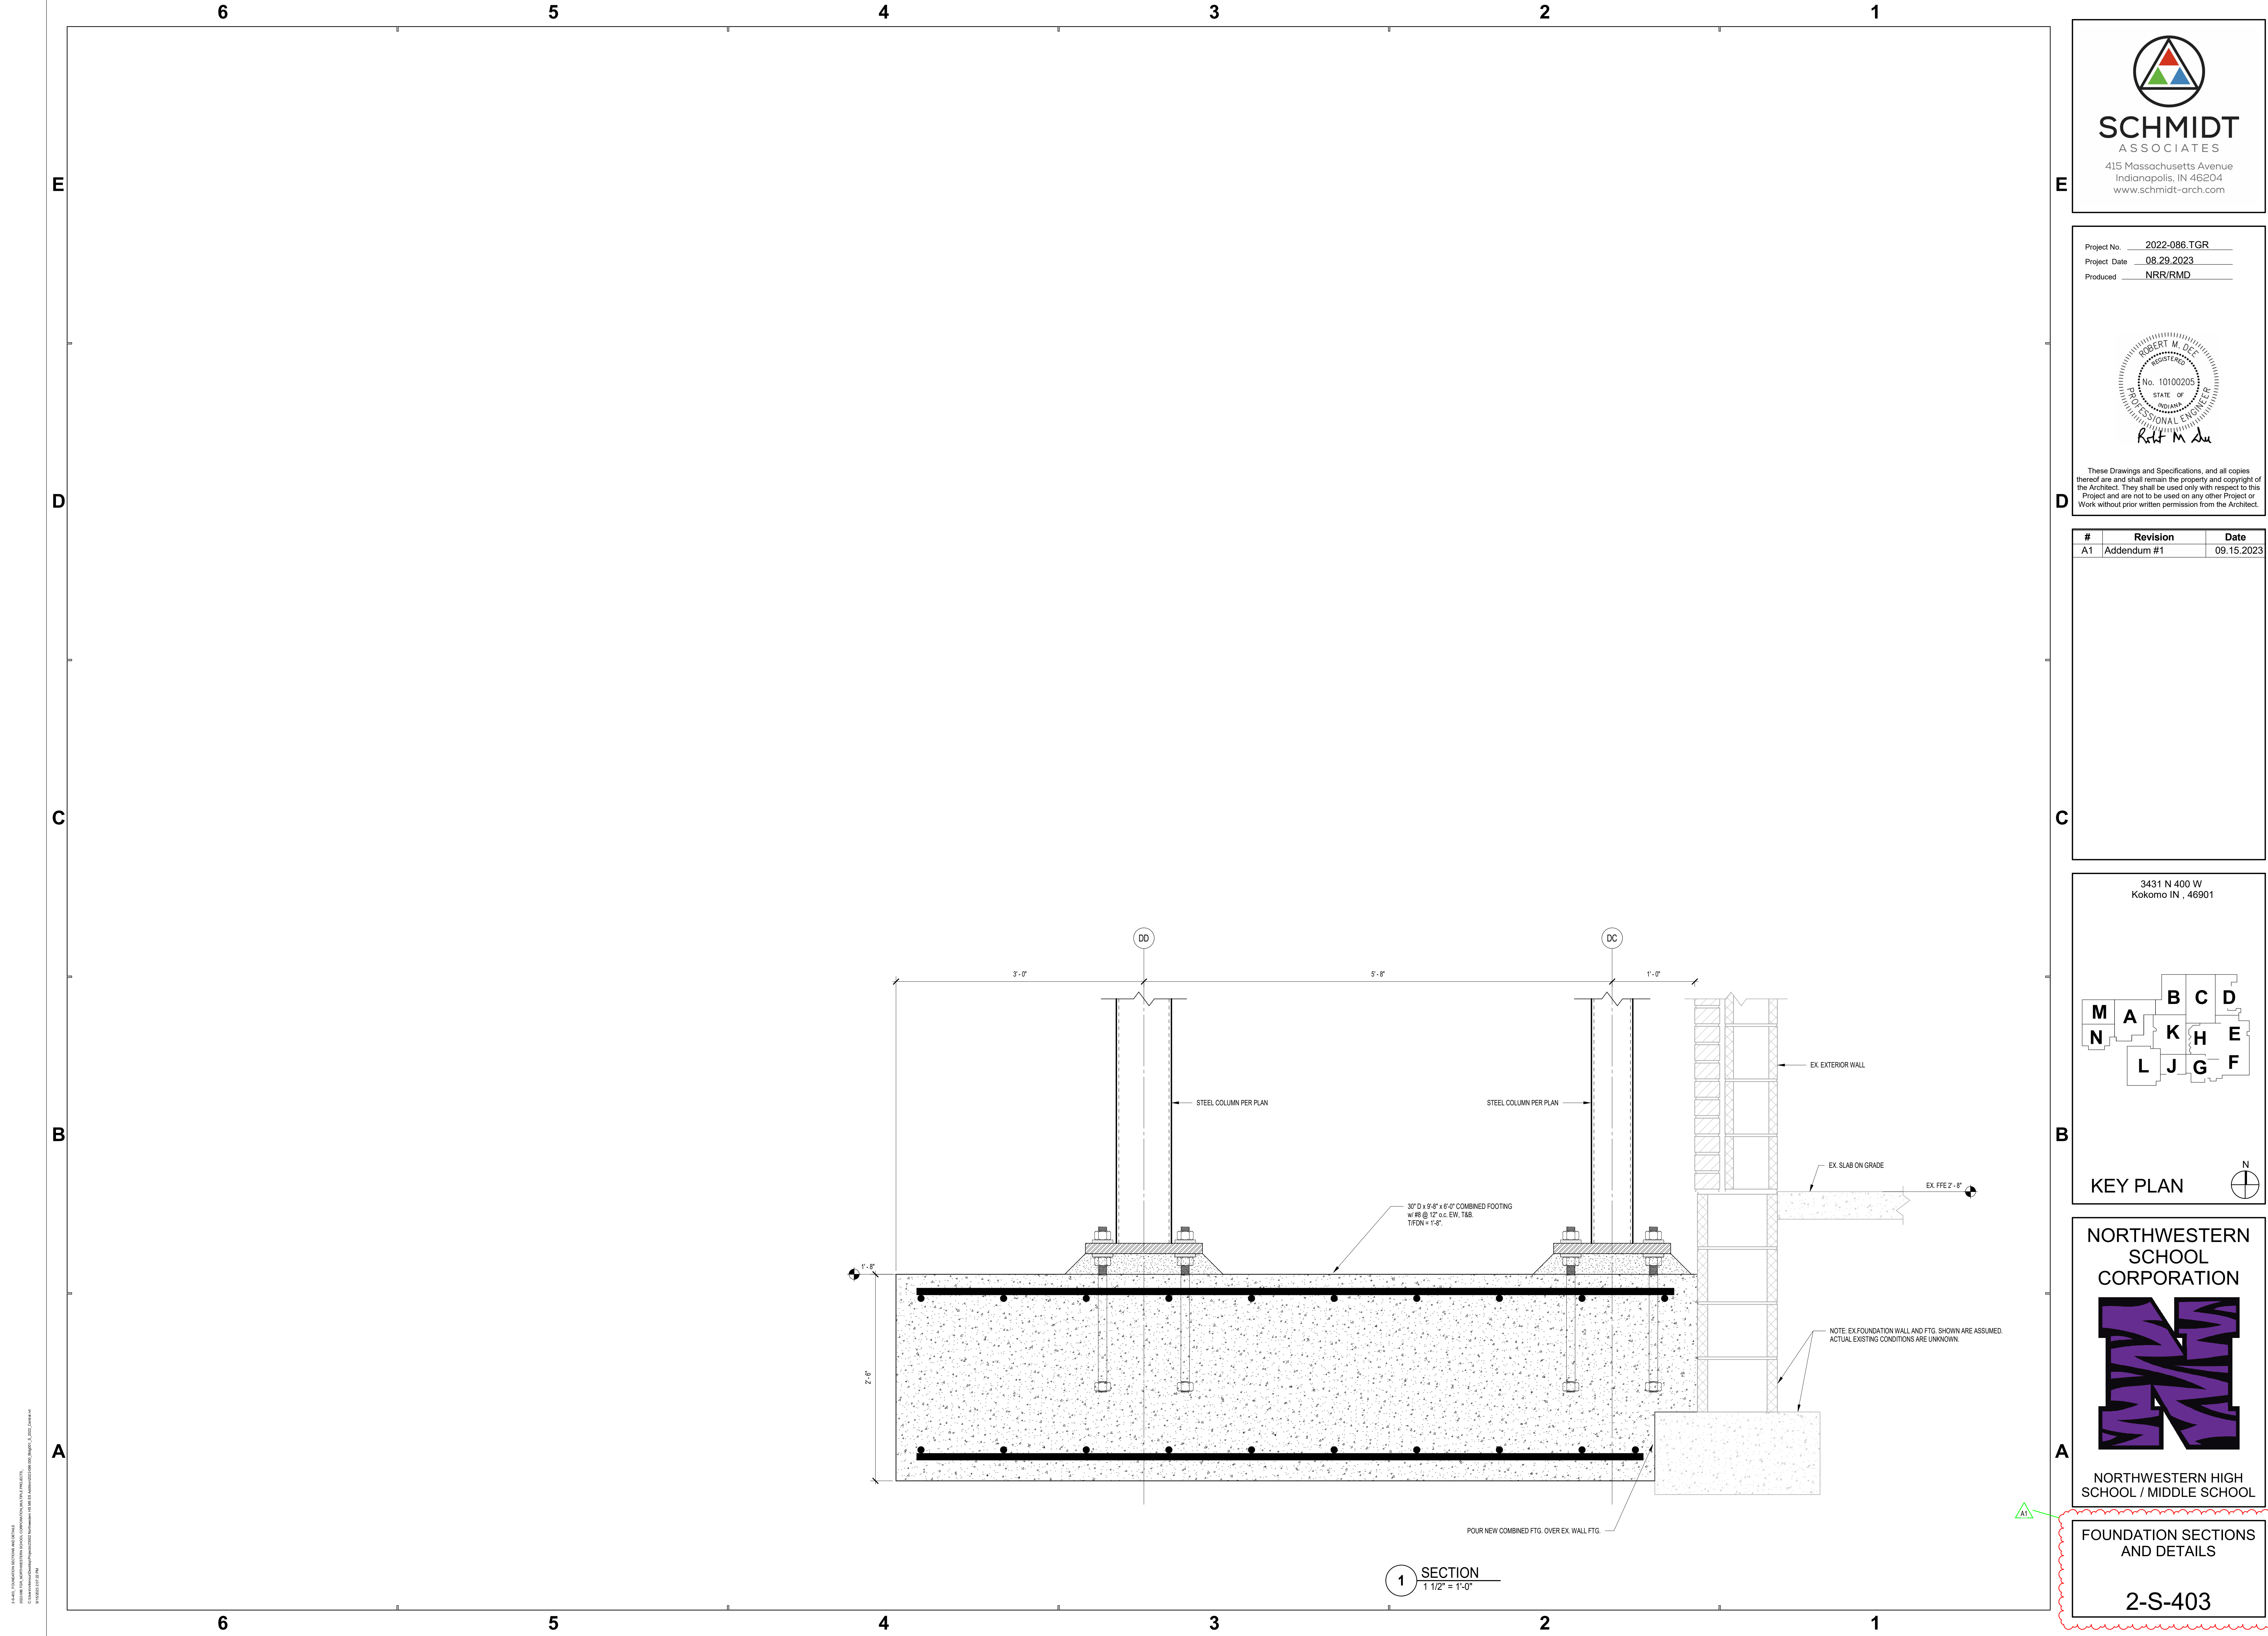 6 5 4 3 2 1
E
D
C
B
A
DD
DC
3' - 0"
5' - 8"
1' - 0"
EX. EXTERIOR WALL
STEEL COLUMN PER PLAN
STEEL COLUMN PER PLAN
EX. SLAB ON GRADE
EX. FFE 2' - 8"
30" D x 9'-8" x 6'-0" COMBINED FOOTING
w/ #8 @ 12" o.c. EW, T&B.
T/FDN = 1'-8".
1' - 8"
2' - 6"
NOTE: EX.FOUNDATION WALL AND FTG. SHOWN ARE ASSUMED.
ACTUAL EXISTING CONDITIONS ARE UNKNOWN.
POUR NEW COMBINED FTG. OVER EX. WALL FTG.
1
SECTION
1 1/2" = 1'-0"
6 5 4 3 2 1
E
D
C
B
A
A1
SCHMIDT
ASSOCIATES
415 Massachusetts Avenue
Indianapolis, IN 46204
www.schmidt-arch.com
Project No. 2022-086.TGR
Project Date 08.29.2023
Produced NRR/RMD
ROBERT M. DEE
REGISTERED
No. 10100205
STATE OF
INDIANA
PROFESSIONAL ENGINEER
These Drawings and Specifications, and all copies
thereof are and shall remain the property and copyright of
the Architect. They shall be used only with respect to this
Project and are not to be used on any other Project or
Work without prior written permission from the Architect.
# Revision Date
A1 Addendum #1 09.15.2023
3431 N 400 W
Kokomo IN , 46901
B C D
M A
N K H E
L J G F
KEY PLAN
N
NORTHWESTERN
SCHOOL
CORPORATION
NORTHWESTERN HIGH
SCHOOL / MIDDLE SCHOOL
FOUNDATION SECTIONS
AND DETAILS
2-S-403